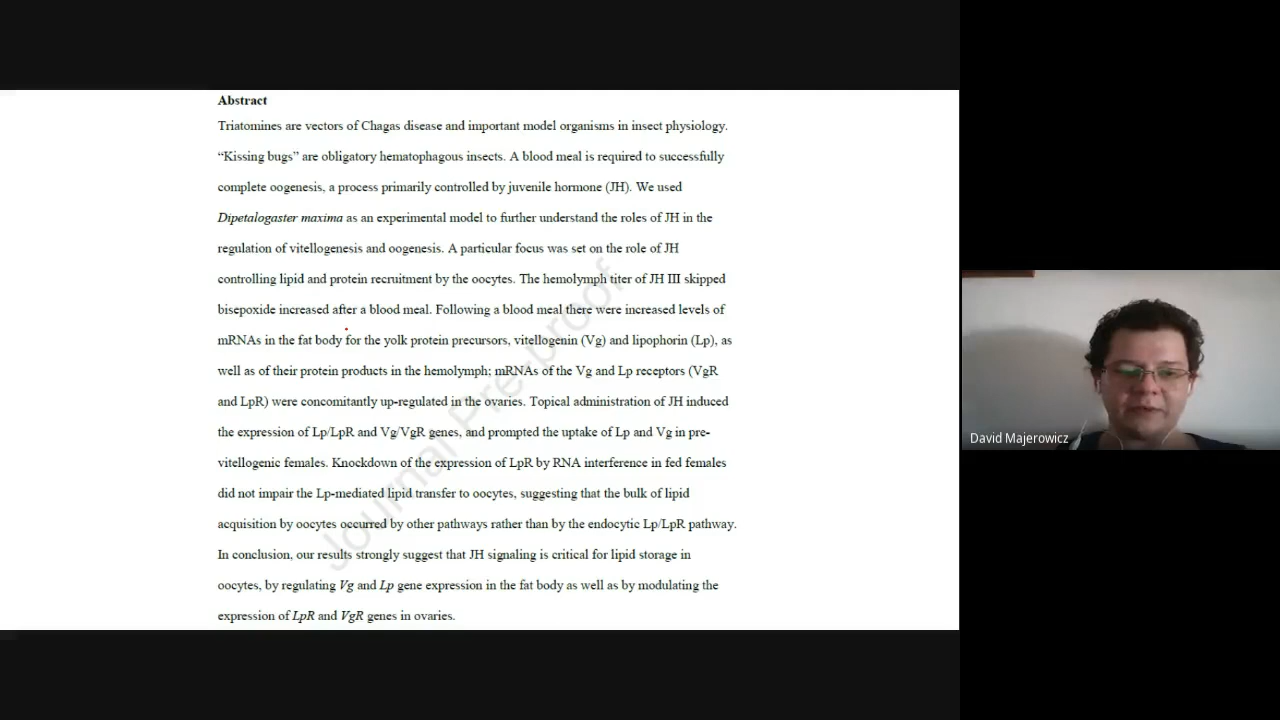 Abstract
Triatomines are vectors of Chagas disease and important model organisms in insect physiology.
“Kissing bugs” are obligatory hematophagous insects. A blood meal is required to successfully
complete oogenesis, a process primarily controlled by juvenile hormone (JH). We used
Dipetalogaster maxima as an experimental model to further understand the roles of JH in the
regulation of vitellogenesis and oogenesis. A particular focus was set on the role of JH
controlling lipid and protein recruitment by the oocytes. The hemolymph titer of JH III skipped
bisepoxide increased after a blood meal. Following a blood meal there were increased levels of
mRNAs in the fat body for the yolk protein precursors, vitellogenin (Vg) and lipophorin (Lp), as
well as of their protein products in the hemolymph; mRNAs of the Vg and Lp receptors (VgR
and LpR) were concomitantly up-regulated in the ovaries. Topical administration of JH induced
the expression of Lp/LpR and Vg/VgR genes, and prompted the uptake of Lp and Vg in pre-
vitellogenic females. Knockdown of the expression of LpR by RNA interference in fed females
did not impair the Lp-mediated lipid transfer to oocytes, suggesting that the bulk of lipid
acquisition by oocytes occurred by other pathways rather than by the endocytic Lp/LpR pathway.
In conclusion, our results strongly suggest that JH signaling is critical for lipid storage in
oocytes, by regulating Vg and Lp gene expression in the fat body as well as by modulating the
expression of LpR and VgR genes in ovaries.
Journal Pre-proof
David Majerowicz